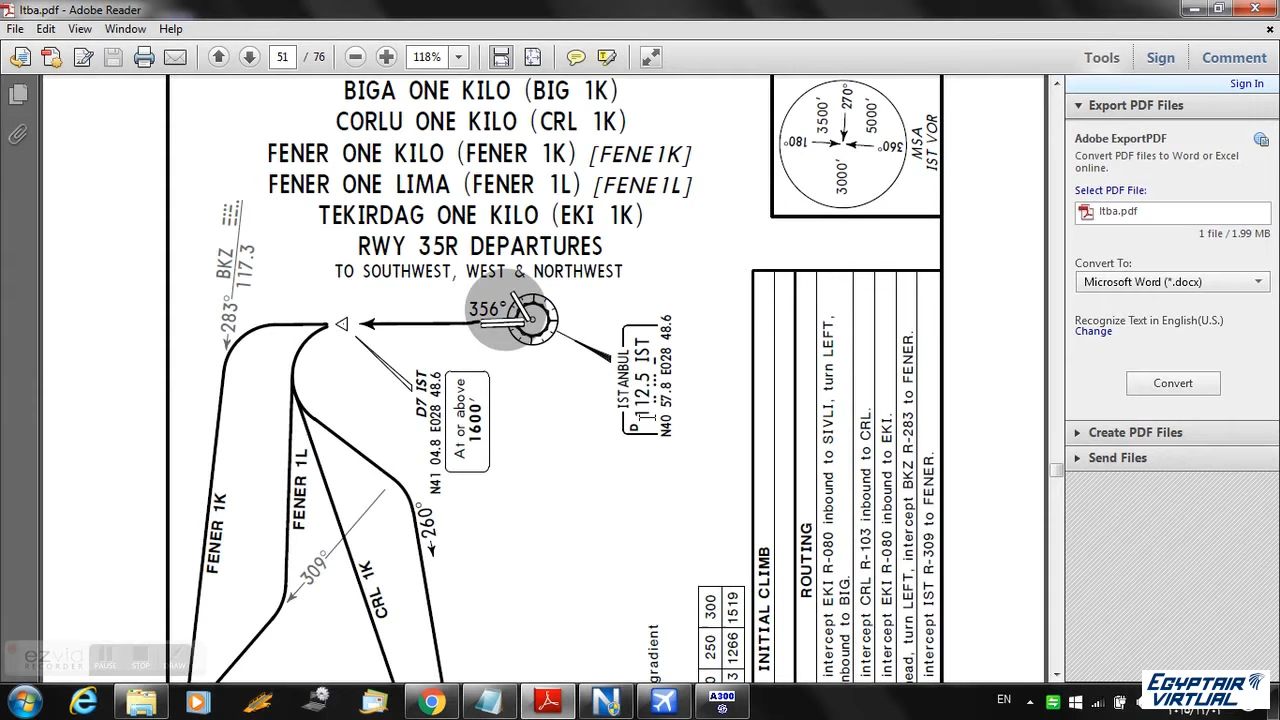 ltba.pdf - Adobe Reader
File Edit View Window Help
51 / 76 118% Tools Sign Comment
Sign In
Export PDF Files
Adobe ExportPDF
Convert PDF files to Word or Excel
online.
Select PDF File:
ltba.pdf
1 file / 1.99 MB
Convert To:
Microsoft Word (*.docx)
Recognize Text in English(U.S.)
Change
Convert
Create PDF Files
Send Files
BIGA ONE KILO (BIG 1K)
CORLU ONE KILO (CRL 1K)
FENER ONE KILO (FENER 1K) [FENE1K]
FENER ONE LIMA (FENER 1L) [FENE1L]
TEKIRDAG ONE KILO (EKI 1K)
RWY 35R DEPARTURES
TO SOUTHWEST, WEST & NORTHWEST
180°
3500'
270°
5000'
360°
3000'
MSA
IST VOR
283° BKZ
117.3
356°
D7 IST
N41 04.8 E028 48.6
At or above
1600'
ISTANBUL
D 112.5 IST
N40 57.8 E028 48.6
FENER 1K
FENER 1L
309°
CRL 1K
260°
gradient
250 300
1266 1519
INITIAL CLIMB
ROUTING
intercept EKI R-080 inbound to SIVLI, turn LEFT,
nbound to BIG.
intercept CRL R-103 inbound to CRL.
intercept EKI R-080 inbound to EKI.
head, turn LEFT, intercept BKZ R-283 to FENER.
intercept IST R-309 to FENER.
ezvid
RECORDER
PAUSE STOP DRAW
A300
EN
EGYPTAIR
VIRTUAL